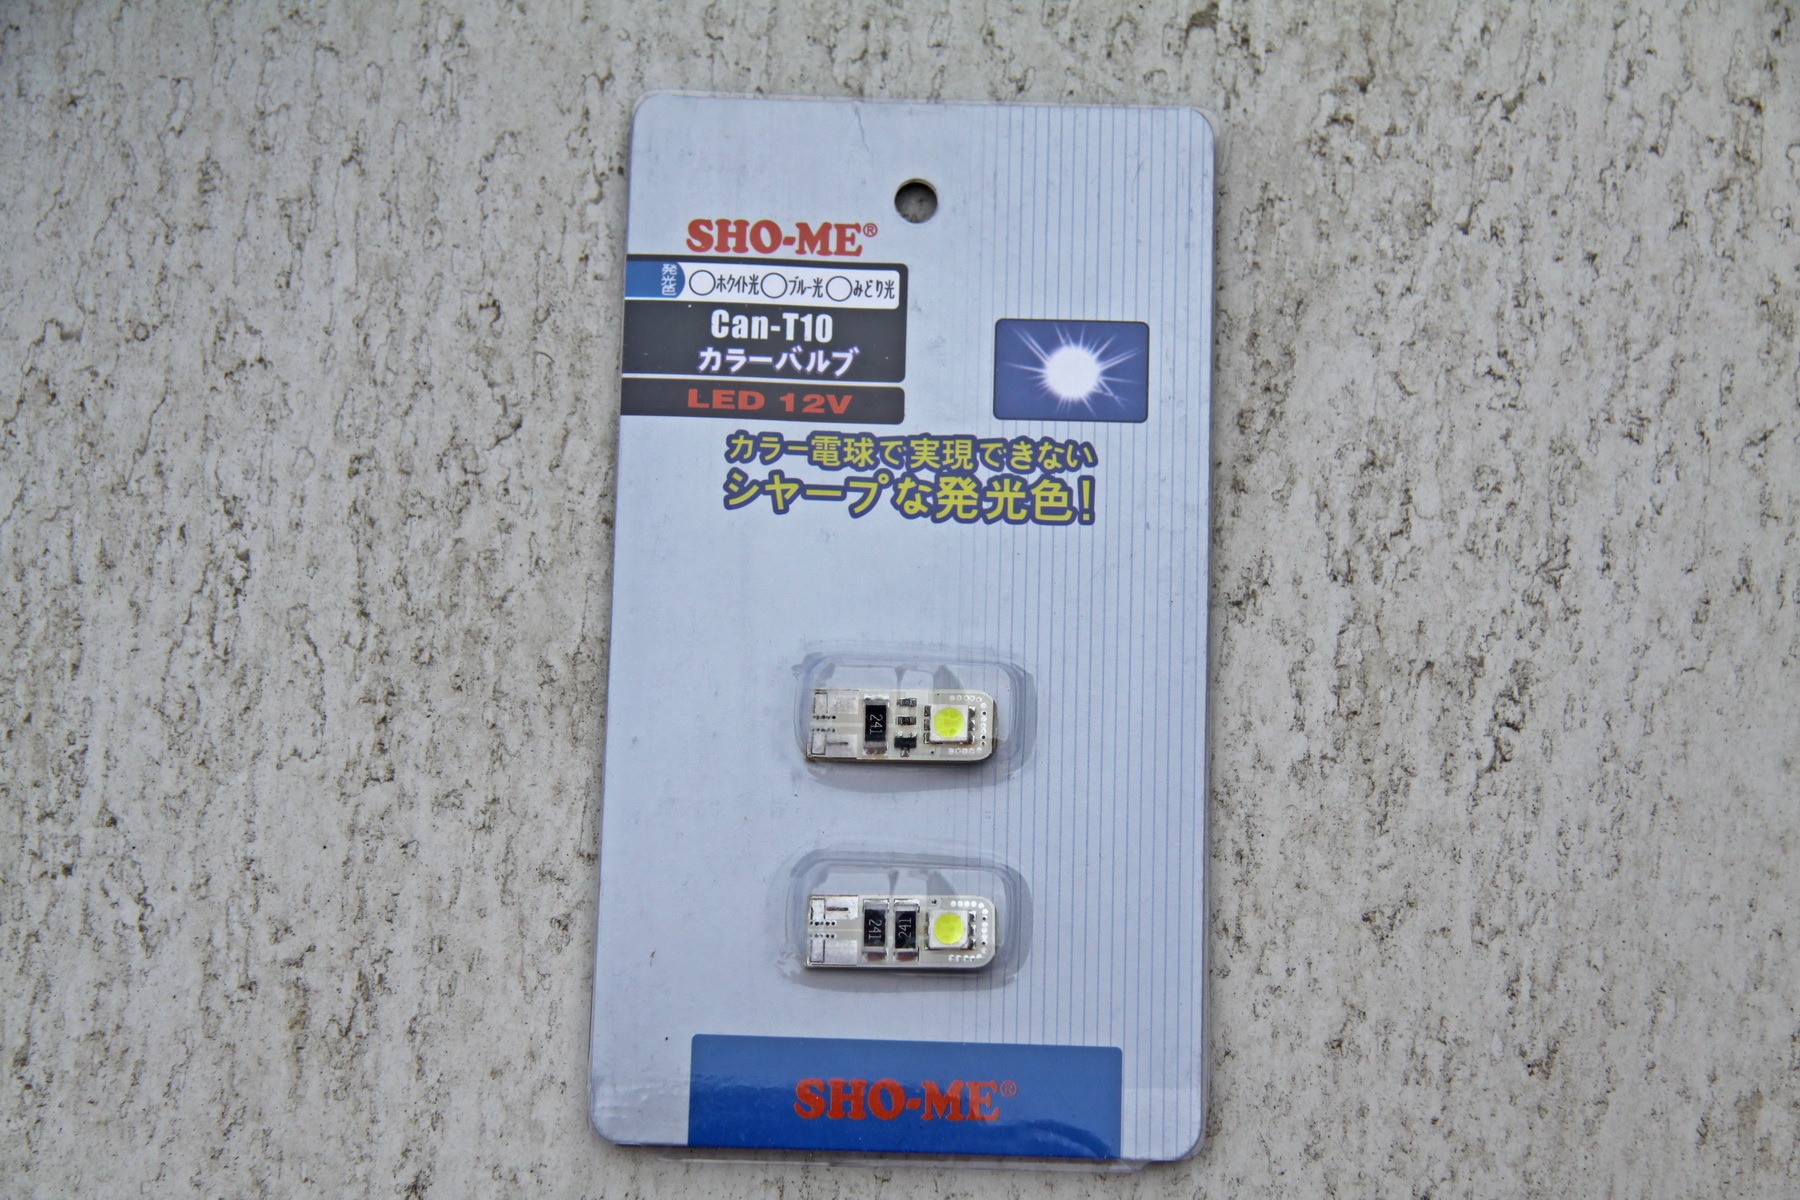 SHO-ME®
発光色 ○ホクイト光○ブルー光○みどり光
Can-T10
カラーバルブ
LED 12V
カラー電球で実現できない
シヤープな発光色!
241
241 241
SHO-ME®